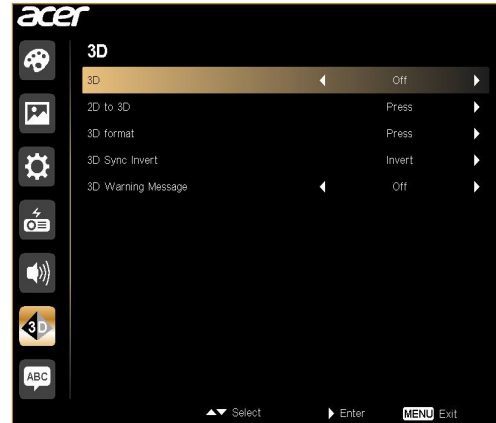 acer
3D
3D Off
2D to 3D Press
3D format Press
3D Sync Invert Invert
3D Warning Message Off
3D
ABC
Select Enter MENU Exit